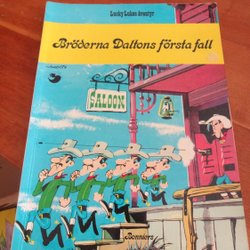 Lucky Lukes äventyr
Bröderna Daltons första fall
SALOON
Bonniers